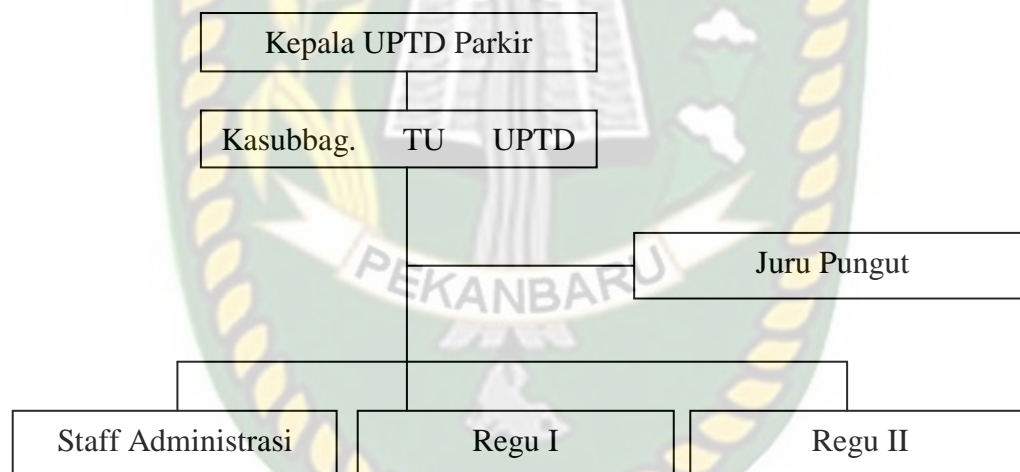 Kepala UPTD Parkir
Kasubbag. TU UPTD
Juru Pungut
PEKANBARU
Staff Administrasi
Regu I
Regu II